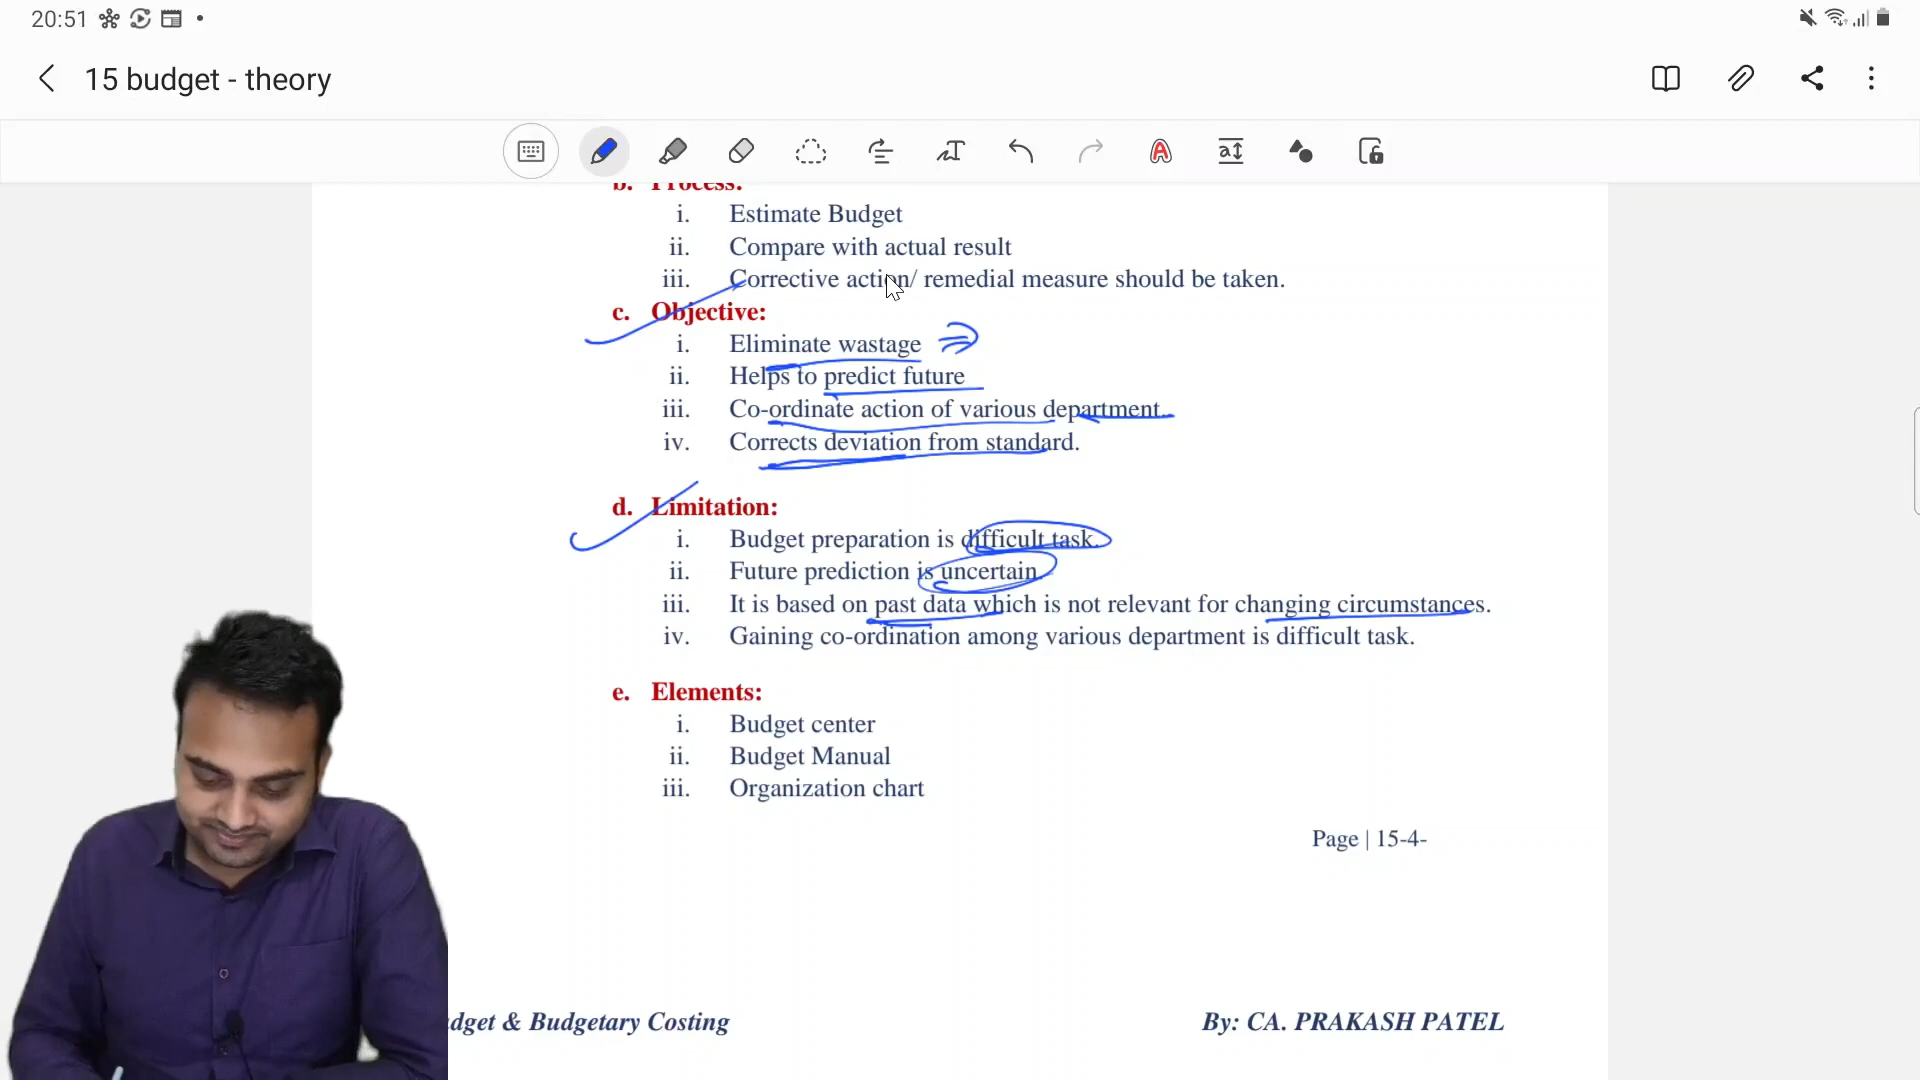 20:51
15 budget - theory
b. Process:
i. Estimate Budget
ii. Compare with actual result
iii. Corrective action/ remedial measure should be taken.
c. Objective:
i. Eliminate wastage
ii. Helps to predict future
iii. Co-ordinate action of various department.
iv. Corrects deviation from standard.
d. Limitation:
i. Budget preparation is difficult task.
ii. Future prediction is uncertain.
iii. It is based on past data which is not relevant for changing circumstances.
iv. Gaining co-ordination among various department is difficult task.
e. Elements:
i. Budget center
ii. Budget Manual
iii. Organization chart
Page | 15-4-
dget & Budgetary Costing By: CA. PRAKASH PATEL